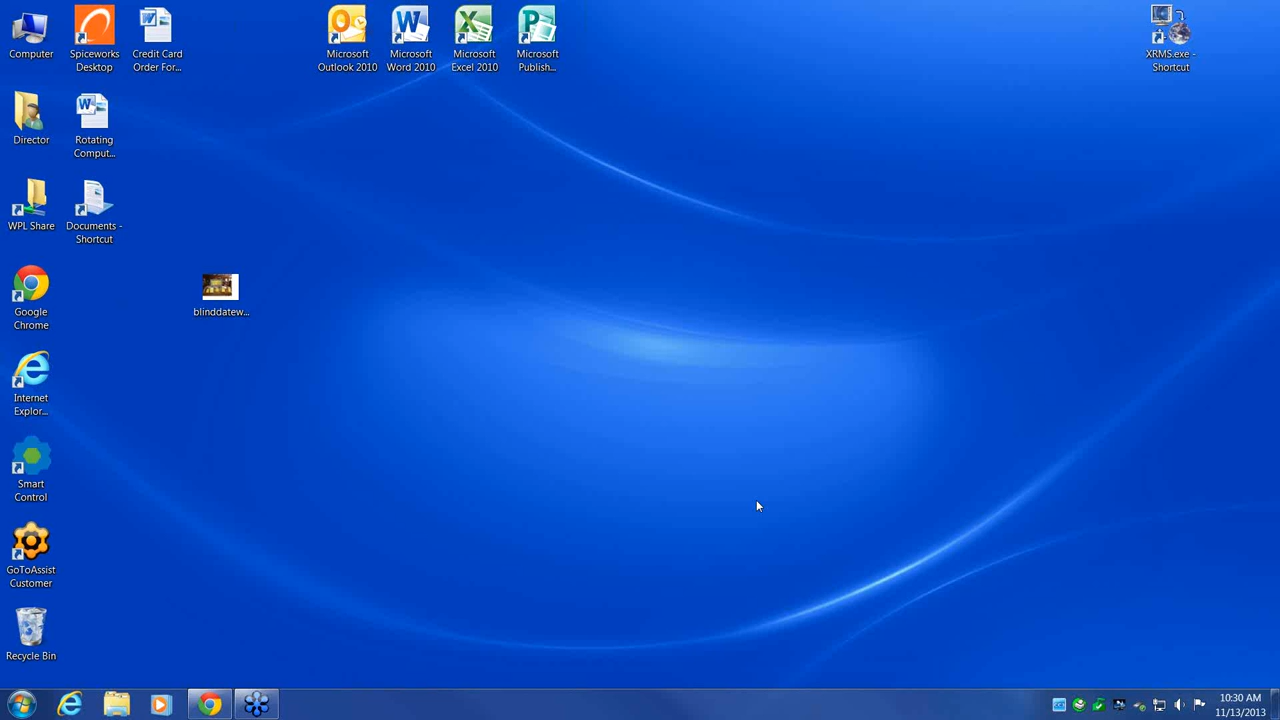 Computer
Spiceworks
Desktop
Credit Card
Order For...
Microsoft
Outlook 2010
Microsoft
Word 2010
Microsoft
Excel 2010
Microsoft
Publish...
XRMS.exe -
Shortcut
Director
Rotating
Comput...
WPL Share
Documents -
Shortcut
Google
Chrome
blinddatew...
Internet
Explor...
Smart
Control
GoToAssist
Customer
Recycle Bin
10:30 AM
11/13/2013